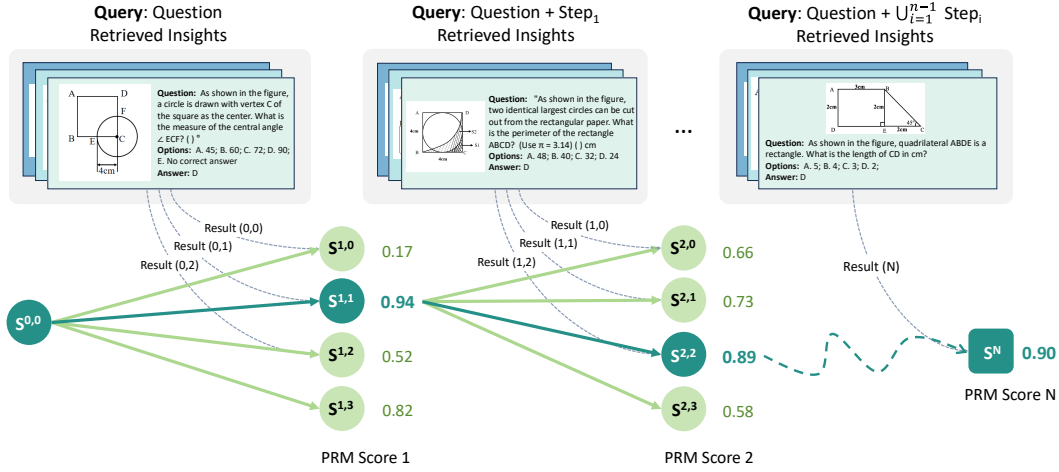 Query: Question
Retrieved Insights
A
D
F
B
E
C
4cm
Question: As shown in the figure,
a circle is drawn with vertex C of
the square as the center. What is
the measure of the central angle
∠ ECF? ( ) °
Options: A. 45; B. 60; C. 72; D. 90;
E. No correct answer
Answer: D
Query: Question + Step₁
Retrieved Insights
A
D
4cm
S2
S1
B
4cm
C
Question: "As shown in the figure,
two identical largest circles can be cut
out from the rectangular paper. What
is the perimeter of the rectangle
ABCD? (Use π = 3.14) ( ) cm
Options: A. 48; B. 40; C. 32; D. 24
Answer: D
...
Query: Question + ⋃ᵢ₌₁ⁿ⁻¹ Stepᵢ
Retrieved Insights
3cm
A
B
2cm
2cm
45°
D
E
2cm
C
Question: As shown in the figure, quadrilateral ABDE is a
rectangle. What is the length of CD in cm?
Options: A. 5; B. 4; C. 3; D. 2;
Answer: D
Result (0,0)
Result (0,1)
Result (0,2)
Result (1,0)
Result (1,1)
Result (1,2)
Result (N)
S⁰,⁰
S¹,⁰ 0.17
S¹,¹ 0.94
S¹,² 0.52
S¹,³ 0.82
PRM Score 1
S²,⁰ 0.66
S²,¹ 0.73
S²,² 0.89
S²,³ 0.58
PRM Score 2
Sᴺ 0.90
PRM Score N